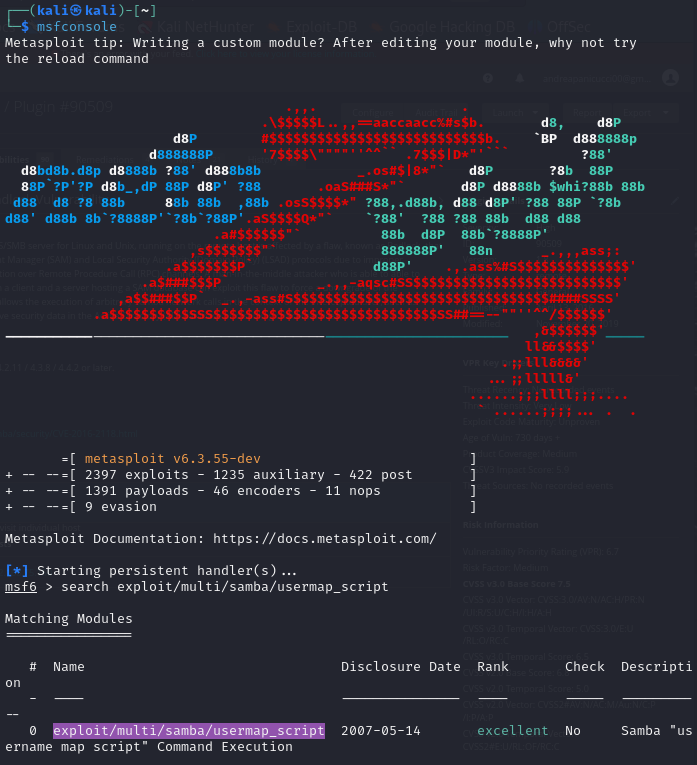 ┌──(kali㉿kali)-[~]
└─$ msfconsole
Metasploit tip: Writing a custom module? After editing your module, why not try
the reload command
=[ metasploit v6.3.55-dev ]
+ -- --=[ 2397 exploits - 1235 auxiliary - 422 post ]
+ -- --=[ 1391 payloads - 46 encoders - 11 nops ]
+ -- --=[ 9 evasion ]
Metasploit Documentation: https://docs.metasploit.com/
[*] Starting persistent handler(s)...
msf6 > search exploit/multi/samba/usermap_script
Matching Modules
================
# Name Disclosure Date Rank Check Descripti
on
- ---- --------------- ---- ----- ---------
--
0 exploit/multi/samba/usermap_script 2007-05-14 excellent No Samba "us
ername map script" Command Execution